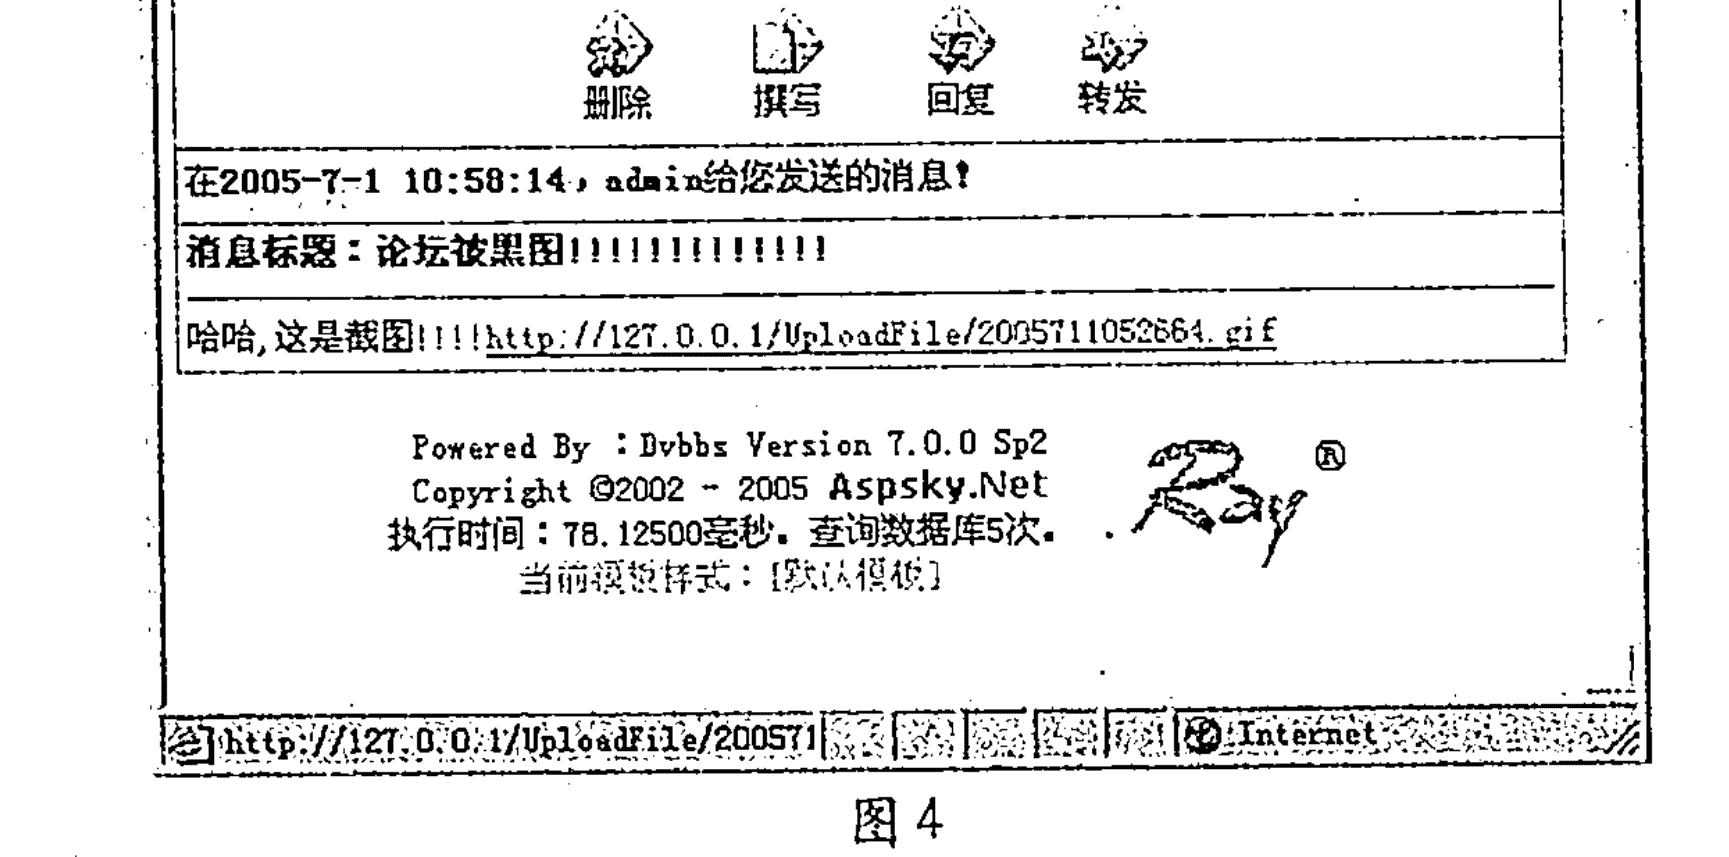 删除 撰写 回复 转发
在2005-7-1 10:58:14，admin给您发送的消息！
消息标题：论坛被黑图!!!!!!!!!!!!!
哈哈,这是截图!!!!http://127.0.0.1/UploadFile/2005711052664.gif
Powered By ：Dvbbs Version 7.0.0 Sp2
Copyright ©2002 - 2005 Aspsky.Net
执行时间：78.12500毫秒。查询数据库5次。
当前模板样式：[默认模板]
®
http://127.0.0.1/UploadFile/200571
Internet
图 4